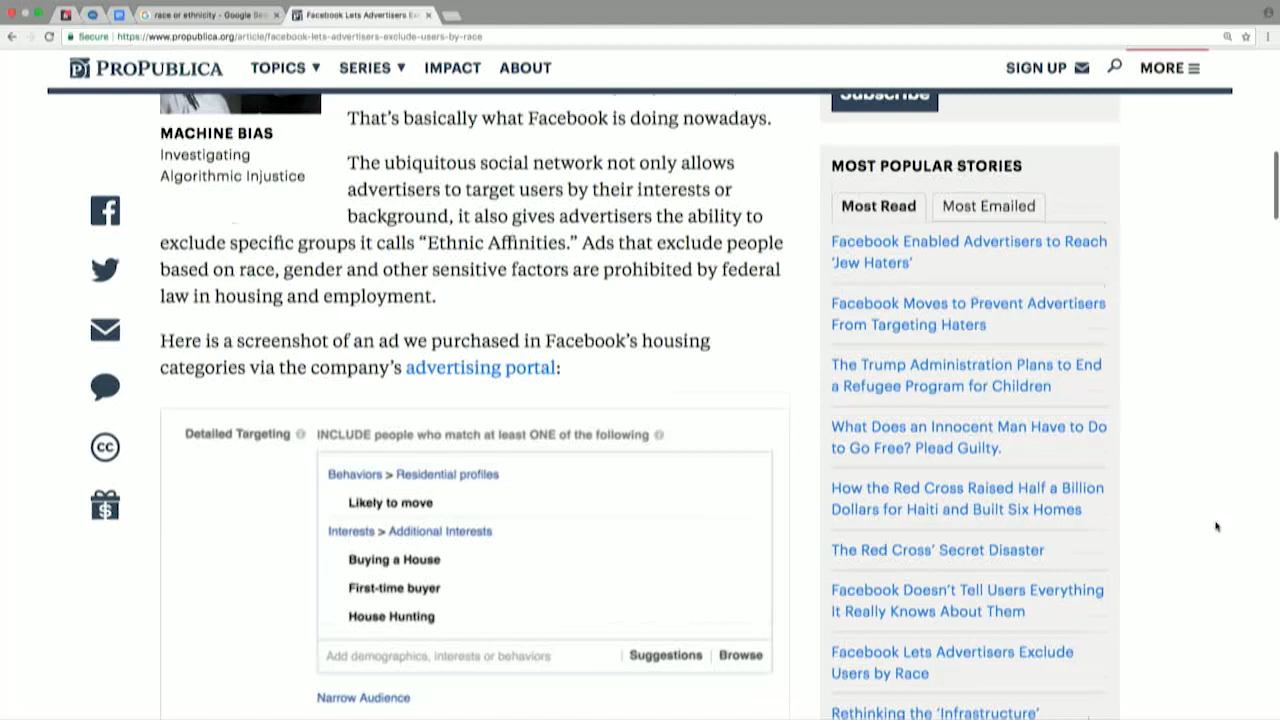 race or ethnicity - Google Se
Facebook Lets Advertisers Ex
Secure | https://www.propublica.org/article/facebook-lets-advertisers-exclude-users-by-race
PROPUBLICA TOPICS ▼ SERIES ▼ IMPACT ABOUT SIGN UP MORE
MACHINE BIAS
Investigating
Algorithmic Injustice
That's basically what Facebook is doing nowadays.
The ubiquitous social network not only allows
advertisers to target users by their interests or
background, it also gives advertisers the ability to
exclude specific groups it calls “Ethnic Affinities.” Ads that exclude people
based on race, gender and other sensitive factors are prohibited by federal
law in housing and employment.
Here is a screenshot of an ad we purchased in Facebook's housing
categories via the company's advertising portal:
Detailed Targeting INCLUDE people who match at least ONE of the following
Behaviors > Residential profiles
Likely to move
Interests > Additional Interests
Buying a House
First-time buyer
House Hunting
Add demographics, interests or behaviors | Suggestions | Browse
Narrow Audience
Subscribe
MOST POPULAR STORIES
Most Read Most Emailed
Facebook Enabled Advertisers to Reach
'Jew Haters'
Facebook Moves to Prevent Advertisers
From Targeting Haters
The Trump Administration Plans to End
a Refugee Program for Children
What Does an Innocent Man Have to Do
to Go Free? Plead Guilty.
How the Red Cross Raised Half a Billion
Dollars for Haiti and Built Six Homes
The Red Cross' Secret Disaster
Facebook Doesn't Tell Users Everything
It Really Knows About Them
Facebook Lets Advertisers Exclude
Users by Race
Rethinking the 'Infrastructure'